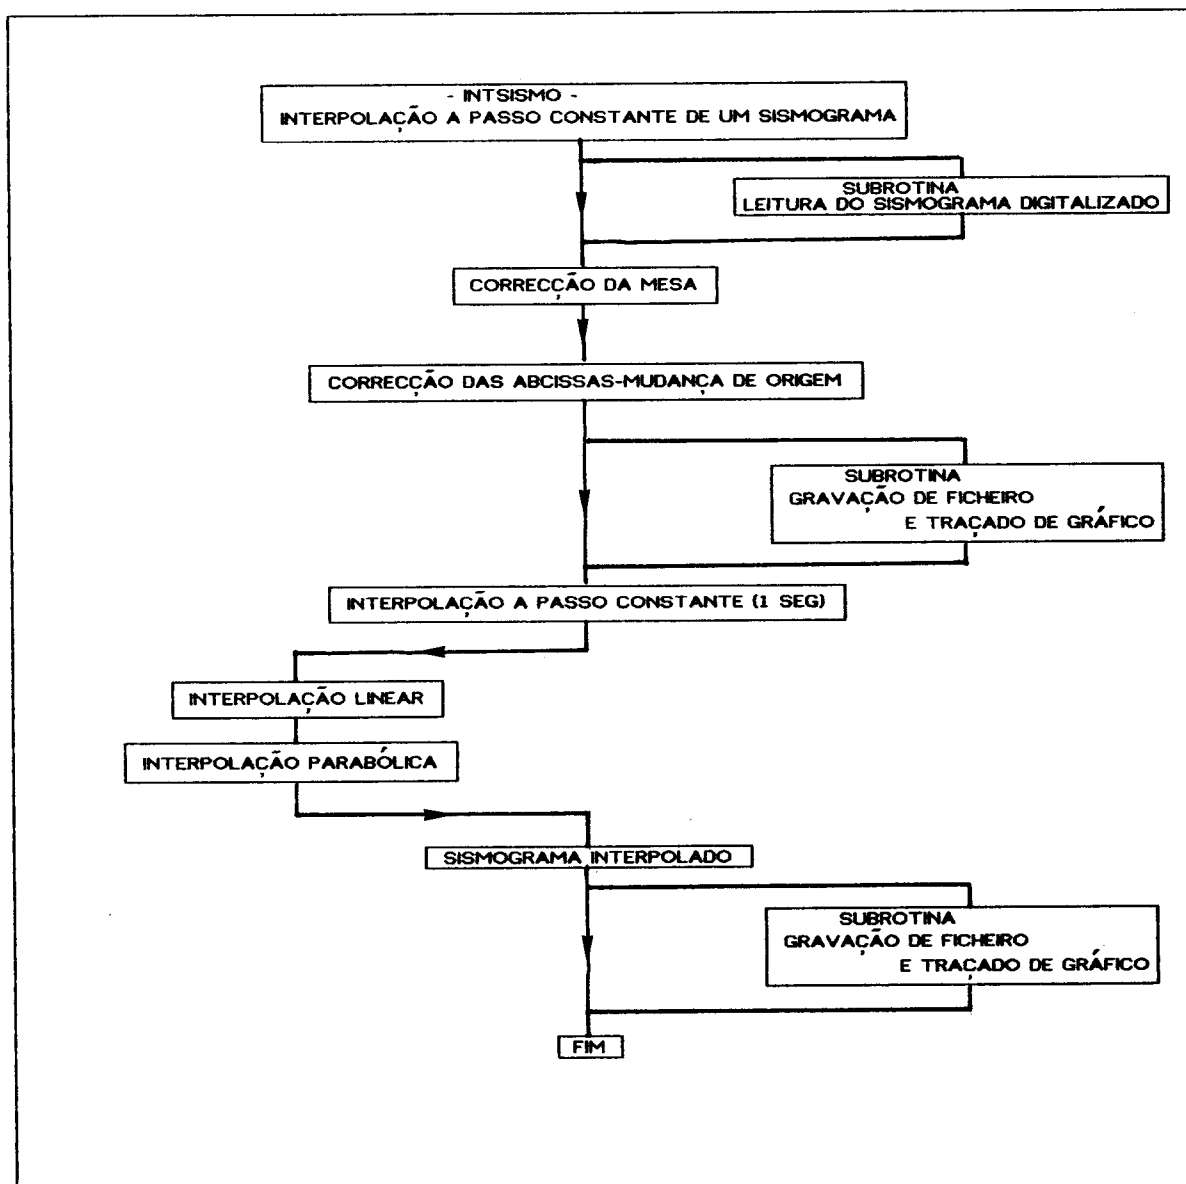 - INTSISMO -
INTERPOLAÇÃO A PASSO CONSTANTE DE UM SISMOGRAMA
SUBROTINA
LEITURA DO SISMOGRAMA DIGITALIZADO
CORRECÇÃO DA MESA
CORRECÇÃO DAS ABCISSAS-MUDANÇA DE ORIGEM
SUBROTINA
GRAVAÇÃO DE FICHEIRO
E TRAÇADO DE GRÁFICO
INTERPOLAÇÃO A PASSO CONSTANTE (1 SEG)
INTERPOLAÇÃO LINEAR
INTERPOLAÇÃO PARABÓLICA
SISMOGRAMA INTERPOLADO
SUBROTINA
GRAVAÇÃO DE FICHEIRO
E TRAÇADO DE GRÁFICO
FIM